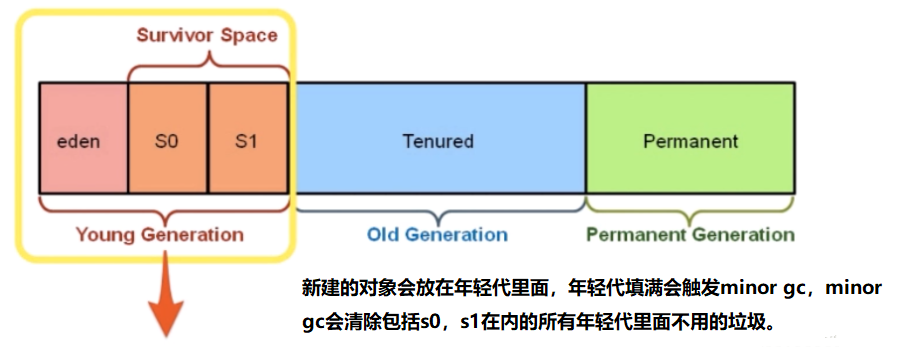 Survivor Space
eden
S0
S1
Tenured
Permanent
Young Generation
Old Generation
Permanent Generation
新建的对象会放在年轻代里面，年轻代填满会触发minor gc，minor
gc会清除包括s0，s1在内的所有年轻代里面不用的垃圾。